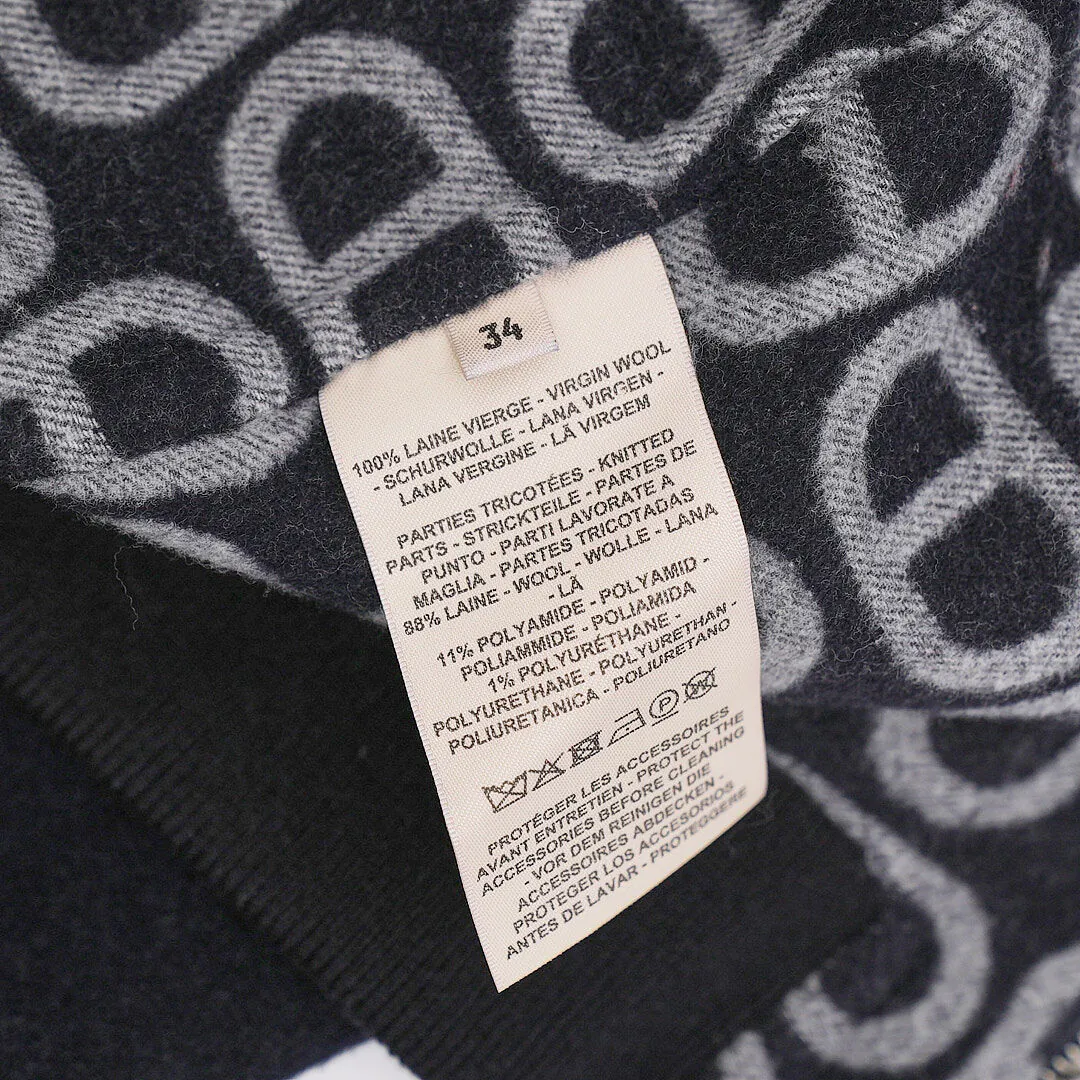 34
100% LAINE VIERGE - VIRGIN WOOL
- SCHURWOLLE - LANA VIRGEN -
LANA VERGINE - LÃ VIRGEM
PARTIES TRICOTÉES - KNITTED
PARTS - STRICKTEILE - PARTES DE
PUNTO - PARTI LAVORATE A
MAGLIA - PARTES TRICOTADAS
88% LAINE - WOOL - WOLLE - LANA
- LÃ
11% POLYAMIDE - POLYAMID -
POLIAMMIDE - POLIAMIDA
1% POLYURÉTHANE -
POLYURETHANE - POLYURETHAN -
POLIURETANICA - POLIURETANO
P
PROTÉGER LES ACCESSOIRES
AVANT ENTRETIEN - PROTECT THE
ACCESSORIES BEFORE CLEANING
- VOR DEM REINIGEN DIE
ACCESSOIRES ABDECKEN -
PROTEGER LOS ACCESORIOS
ANTES DE LAVAR - PROTEGGERE